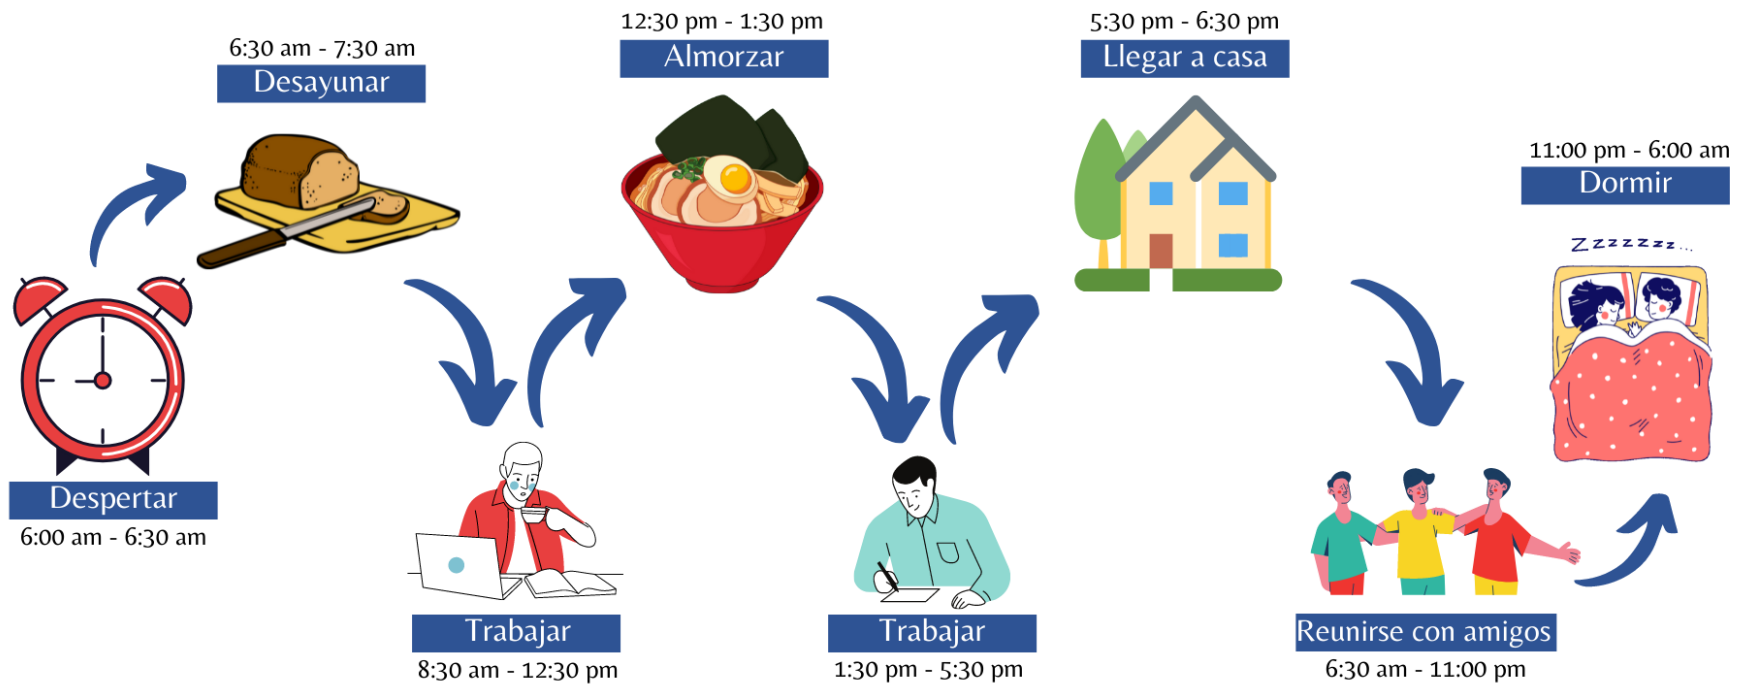 Despertar
6:00 am - 6:30 am
6:30 am - 7:30 am
Desayunar
Trabajar
8:30 am - 12:30 pm
12:30 pm - 1:30 pm
Almorzar
Trabajar
1:30 pm - 5:30 pm
5:30 pm - 6:30 pm
Llegar a casa
Reunirse con amigos
6:30 am - 11:00 pm
11:00 pm - 6:00 am
Dormir
Zzzzzzz...